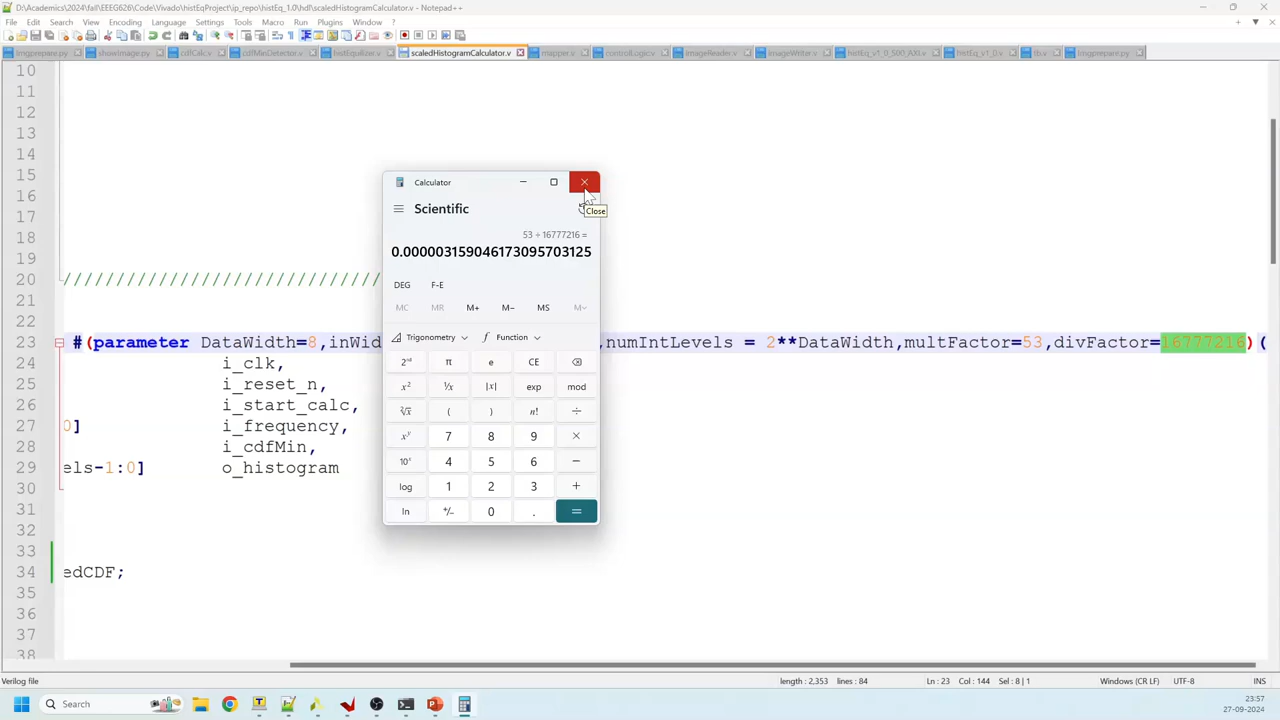 D:\Academics\2024\fall\EEEG626\Code\Vivado\histEqProject\ip_repo\histEq_1.0\hdl\scaledHistogramCalculator.v - Notepad++
File Edit Search View Encoding Language Settings Tools Macro Run Plugins Window ?
showImage.py cdfCalc.v cdfMinDetector.v histEqualizer.v scaledHistogramCalculator.v mapper.v controlLogic.v ImageReader.v ImageWriter.v histEq_v1_0_S00_AXI.v histEq_v1_0.v tb.v
10
11
12
13
14
15
16
17
18
19
20 //////////////////////////////
21
22
23 #(parameter DataWidth=8,inWid ,numIntLevels = 2**DataWidth,multFactor=53,divFactor=16777216)(
24 i_clk,
25 i_reset_n,
26 i_start_calc,
27 0] i_frequency,
28 i_cdfMin,
29 els-1:0] o_histogram
30
31
32
33
34 edCDF;
35
36
37
38
Calculator
Scientific
Close
53 ÷ 16777216 =
0.000003159046173095703125
DEG F-E
MC MR M+ M− MS M˅
Trigonometry Function
2ⁿᵈ π e CE
x² ¹/x |x| exp mod
²√x ( ) n! ÷
xʸ 7 8 9 ×
10ˣ 4 5 6 −
log 1 2 3 +
ln +/− 0 . =
Verilog file length : 2,353 lines : 84 Ln : 23 Col : 144 Sel : 8 | 1 Windows (CR LF) UTF-8 INS
Search
23:57
27-09-2024